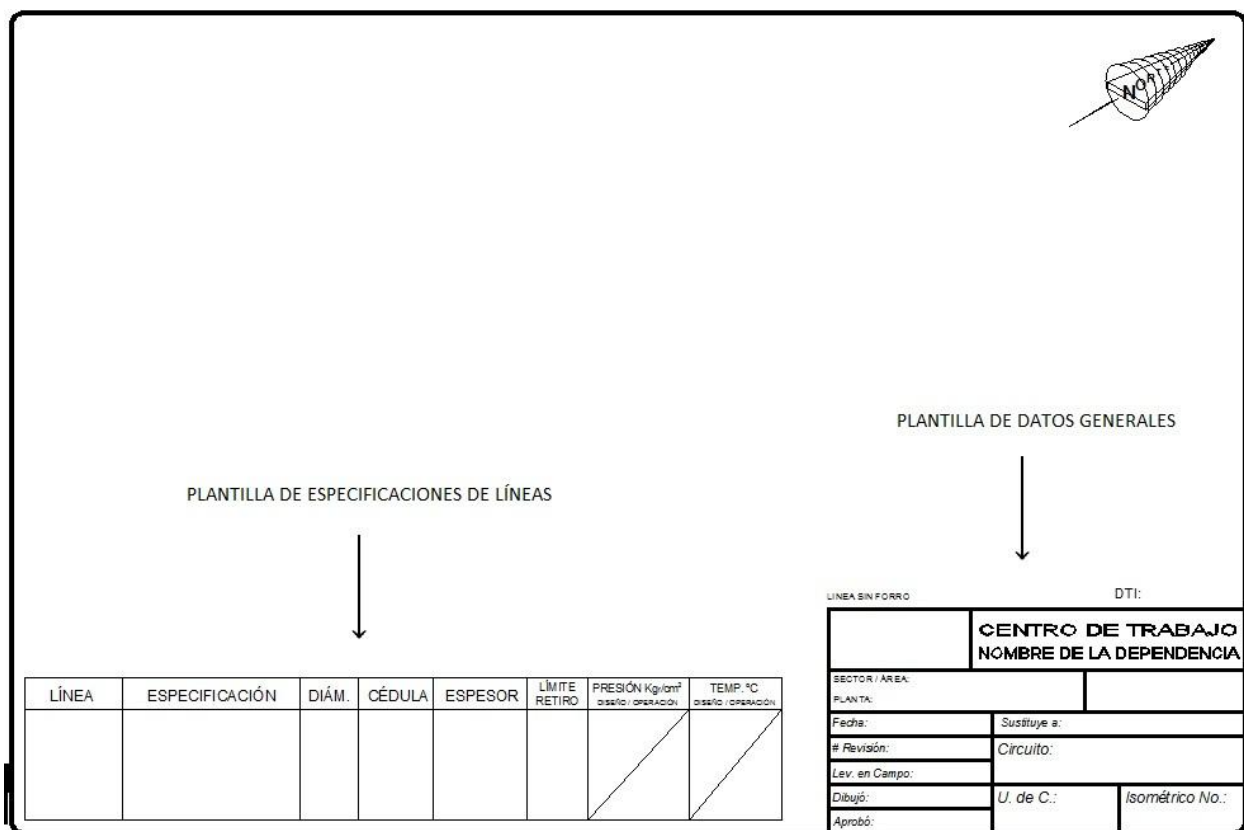 NORTE
PLANTILLA DE DATOS GENERALES
PLANTILLA DE ESPECIFICACIONES DE LÍNEAS
LINEA SIN FORRO DTI:
CENTRO DE TRABAJO
NOMBRE DE LA DEPENDENCIA
SECTOR / ÁREA:
PLANTA:
Fecha: Sustituye a:
# Revisión: Circuito:
Lev. en Campo:
Dibujó: U. de C.: Isométrico No.:
Aprobó:
LÍNEA ESPECIFICACIÓN DIÁM. CÉDULA ESPESOR LÍMITE RETIRO PRESIÓN Kg/cm² DISEÑO / OPERACIÓN TEMP. °C DISEÑO / OPERACIÓN